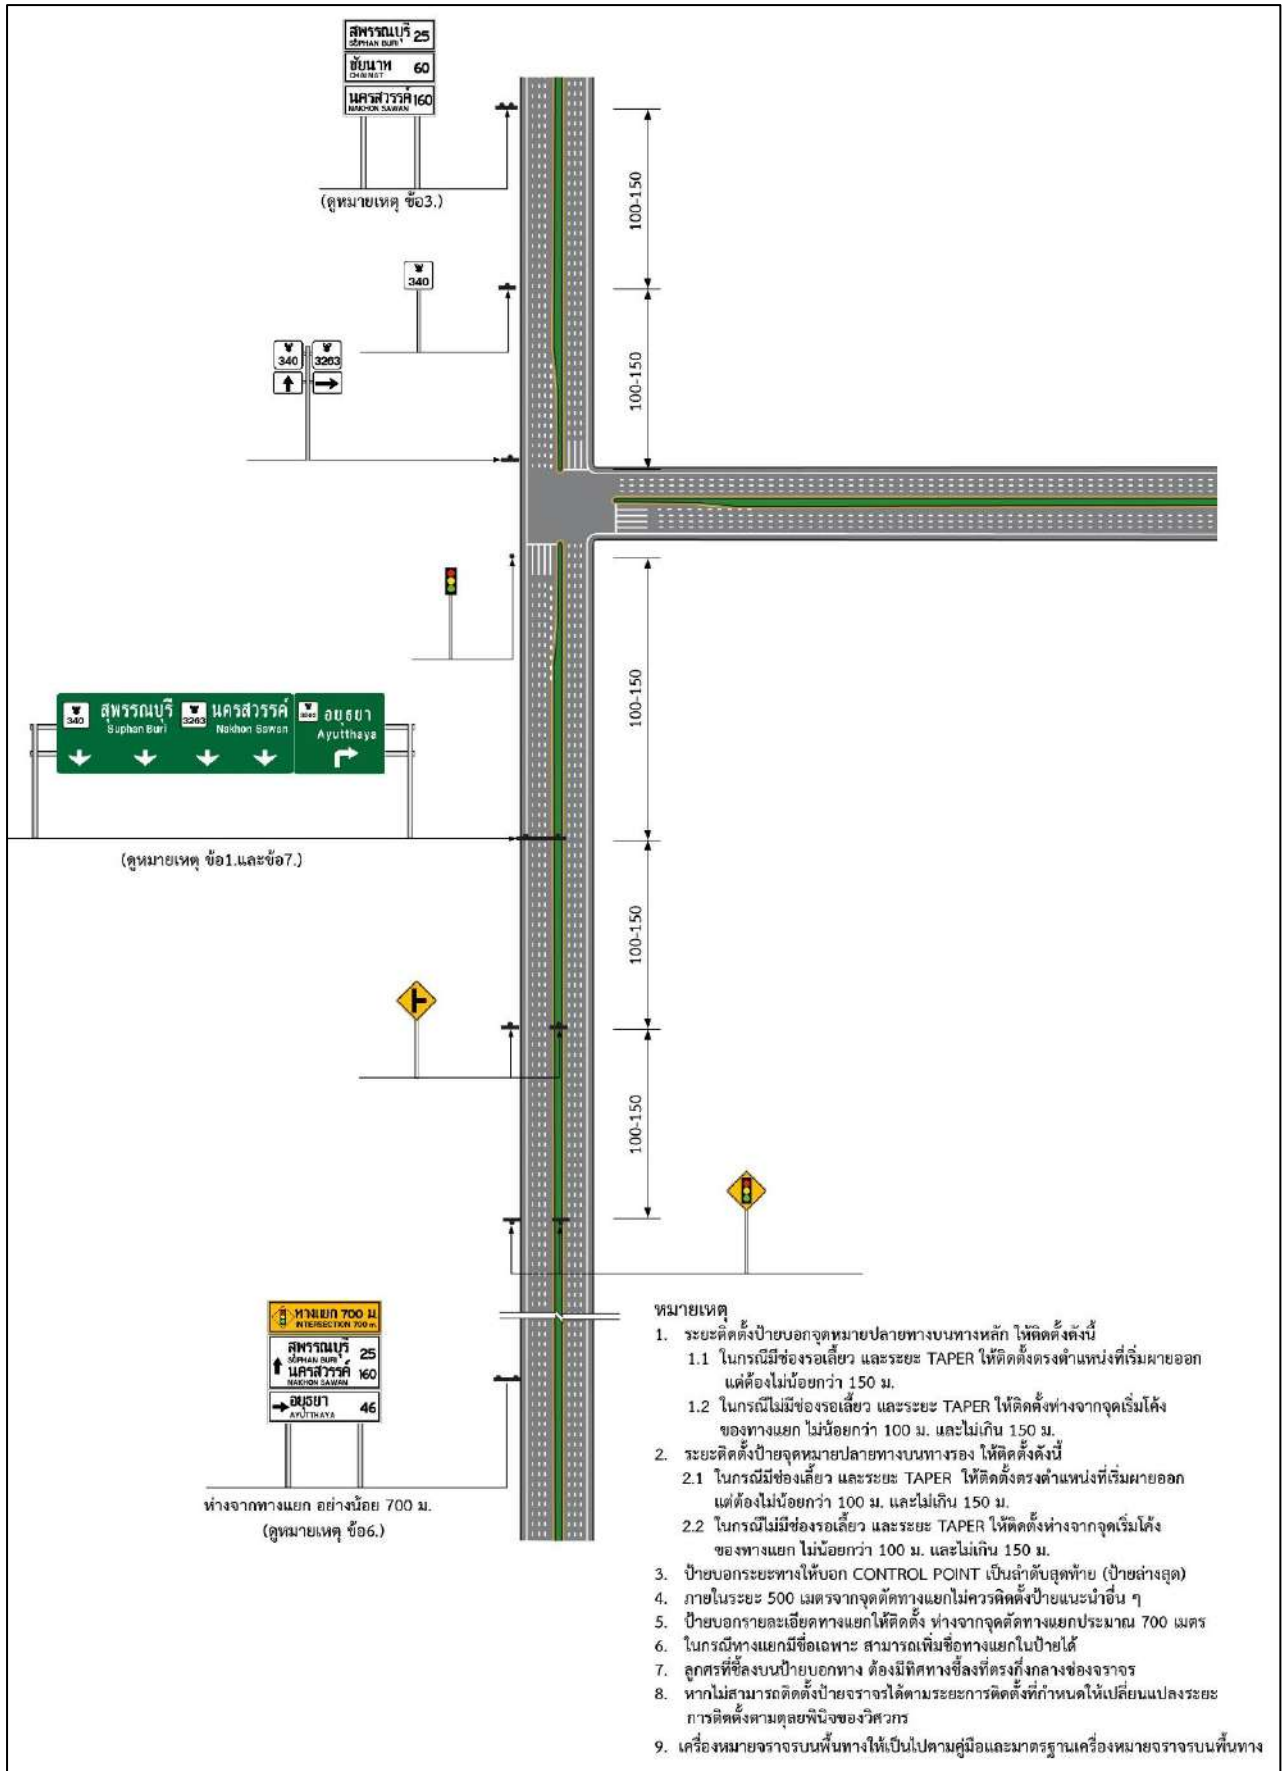 สุพรรณบุรี 25
SUPHAN BURI
ชัยนาท 60
CHAINAT
นครสวรรค์ 160
NAKHON SAWAN
(ดูหมายเหตุ ข้อ3.)
100-150
340
100-150
340 3263
340 สุพรรณบุรี 3263 นครสวรรค์ อยุธยา
Suphan Buri Nakhon Sawan Ayutthaya
100-150
(ดูหมายเหตุ ข้อ1.และข้อ7.)
100-150
100-150
ทางแยก 700 ม.
INTERSECTION 700 m.
สุพรรณบุรี 25
SUPHAN BURI
นครสวรรค์ 160
NAKHON SAWAN
อยุธยา 46
AYUTTHAYA
ห่างจากทางแยก อย่างน้อย 700 ม.
(ดูหมายเหตุ ข้อ6.)
หมายเหตุ
1. ระยะติดตั้งป้ายบอกจุดหมายปลายทางบนทางหลัก ให้ติดตั้งดังนี้
1.1 ในกรณีมีช่องรอเลี้ยว และระยะ TAPER ให้ติดตั้งตรงตำแหน่งที่เริ่มผายออก
แต่ต้องไม่น้อยกว่า 150 ม.
1.2 ในกรณีไม่มีช่องรอเลี้ยว และระยะ TAPER ให้ติดตั้งห่างจากจุดเริ่มโค้ง
ของทางแยก ไม่น้อยกว่า 100 ม. และไม่เกิน 150 ม.
2. ระยะติดตั้งป้ายจุดหมายปลายทางบนทางรอง ให้ติดตั้งดังนี้
2.1 ในกรณีมีช่องเลี้ยว และระยะ TAPER ให้ติดตั้งตรงตำแหน่งที่เริ่มผายออก
แต่ต้องไม่น้อยกว่า 100 ม. และไม่เกิน 150 ม.
2.2 ในกรณีไม่มีช่องรอเลี้ยว และระยะ TAPER ให้ติดตั้งห่างจากจุดเริ่มโค้ง
ของทางแยก ไม่น้อยกว่า 100 ม. และไม่เกิน 150 ม.
3. ป้ายบอกระยะทางให้บอก CONTROL POINT เป็นลำดับสุดท้าย (ป้ายล่างสุด)
4. ภายในระยะ 500 เมตรจากจุดตัดทางแยกไม่ควรติดตั้งป้ายแนะนำอื่น ๆ
5. ป้ายบอกรายละเอียดทางแยกให้ติดตั้ง ห่างจากจุดตัดทางแยกประมาณ 700 เมตร
6. ในกรณีทางแยกมีชื่อเฉพาะ สามารถเพิ่มชื่อทางแยกในป้ายได้
7. ลูกศรที่ชี้ลงบนป้ายบอกทาง ต้องมีทิศทางชี้ลงที่ตรงกึ่งกลางช่องจราจร
8. หากไม่สามารถติดตั้งป้ายจราจรได้ตามระยะการติดตั้งที่กำหนดให้เปลี่ยนแปลงระยะ
การติดตั้งตามดุลยพินิจของวิศวกร
9. เครื่องหมายจราจรบนพื้นทางให้เป็นไปตามคู่มือและมาตรฐานเครื่องหมายจราจรบนพื้นทาง